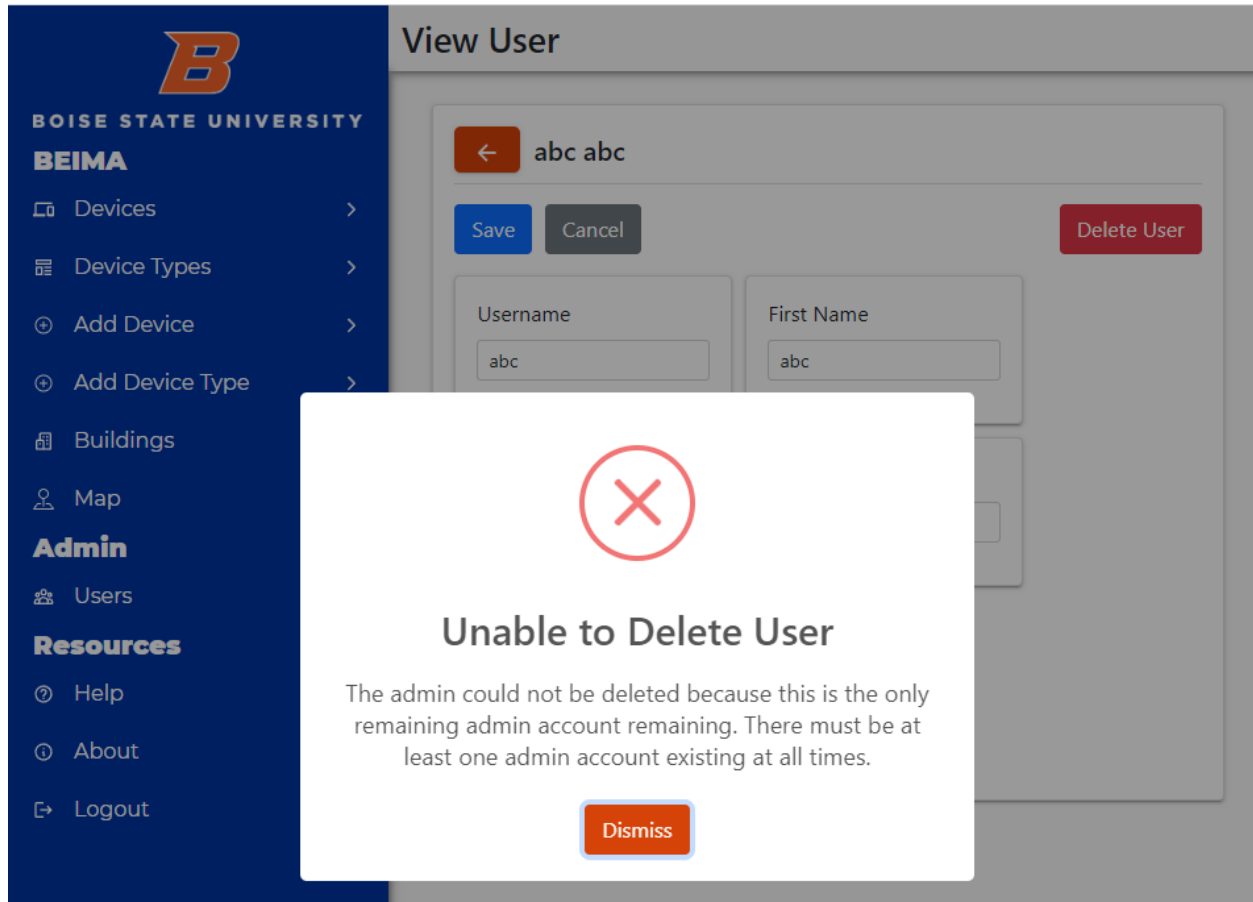 B
BOISE STATE UNIVERSITY
BEIMA
Devices
Device Types
Add Device
Add Device Type
Buildings
Map
Admin
Users
Resources
Help
About
Logout
View User
abc abc
Save Cancel Delete User
Username First Name
abc abc
Unable to Delete User
The admin could not be deleted because this is the only
remaining admin account remaining. There must be at
least one admin account existing at all times.
Dismiss